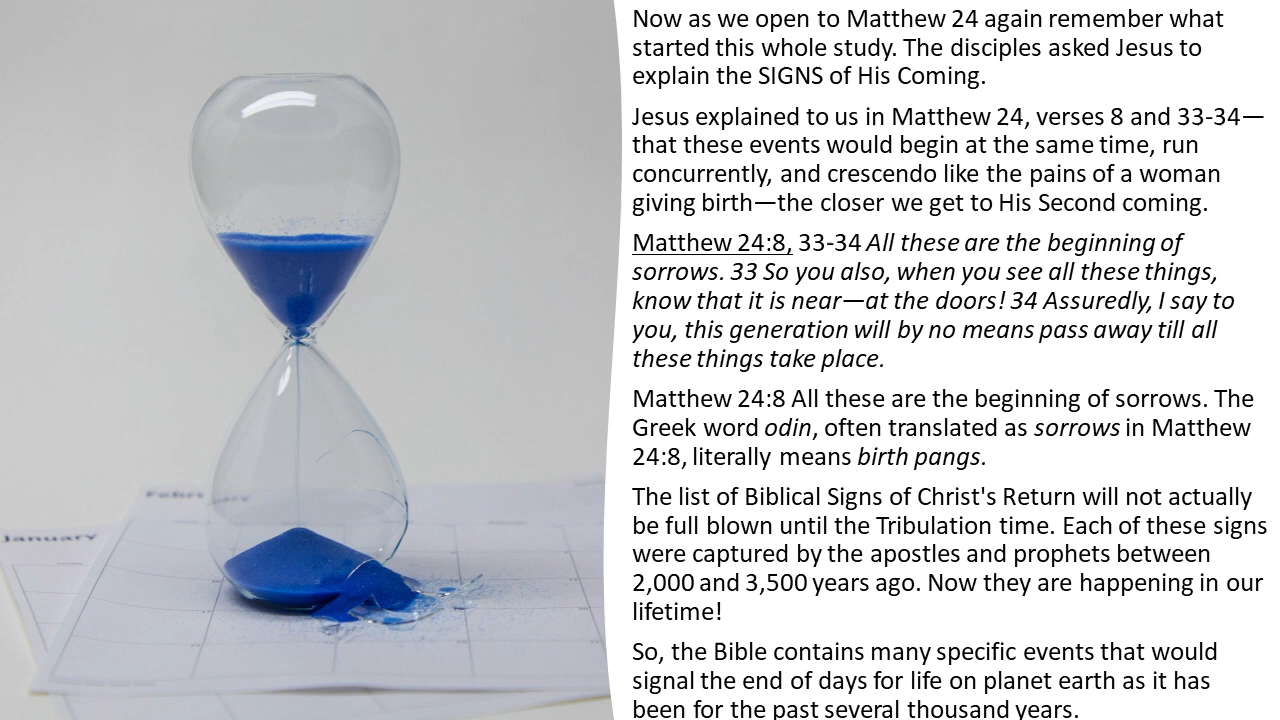 Now as we open to Matthew 24 again remember what
started this whole study. The disciples asked Jesus to
explain the SIGNS of His Coming.
Jesus explained to us in Matthew 24, verses 8 and 33-34—
that these events would begin at the same time, run
concurrently, and crescendo like the pains of a woman
giving birth—the closer we get to His Second coming.
Matthew 24:8, 33-34 All these are the beginning of
sorrows. 33 So you also, when you see all these things,
know that it is near—at the doors! 34 Assuredly, I say to
you, this generation will by no means pass away till all
these things take place.
Matthew 24:8 All these are the beginning of sorrows. The
Greek word odin, often translated as sorrows in Matthew
24:8, literally means birth pangs.
The list of Biblical Signs of Christ's Return will not actually
be full blown until the Tribulation time. Each of these signs
were captured by the apostles and prophets between
2,000 and 3,500 years ago. Now they are happening in our
lifetime!
So, the Bible contains many specific events that would
signal the end of days for life on planet earth as it has
been for the past several thousand years.
January